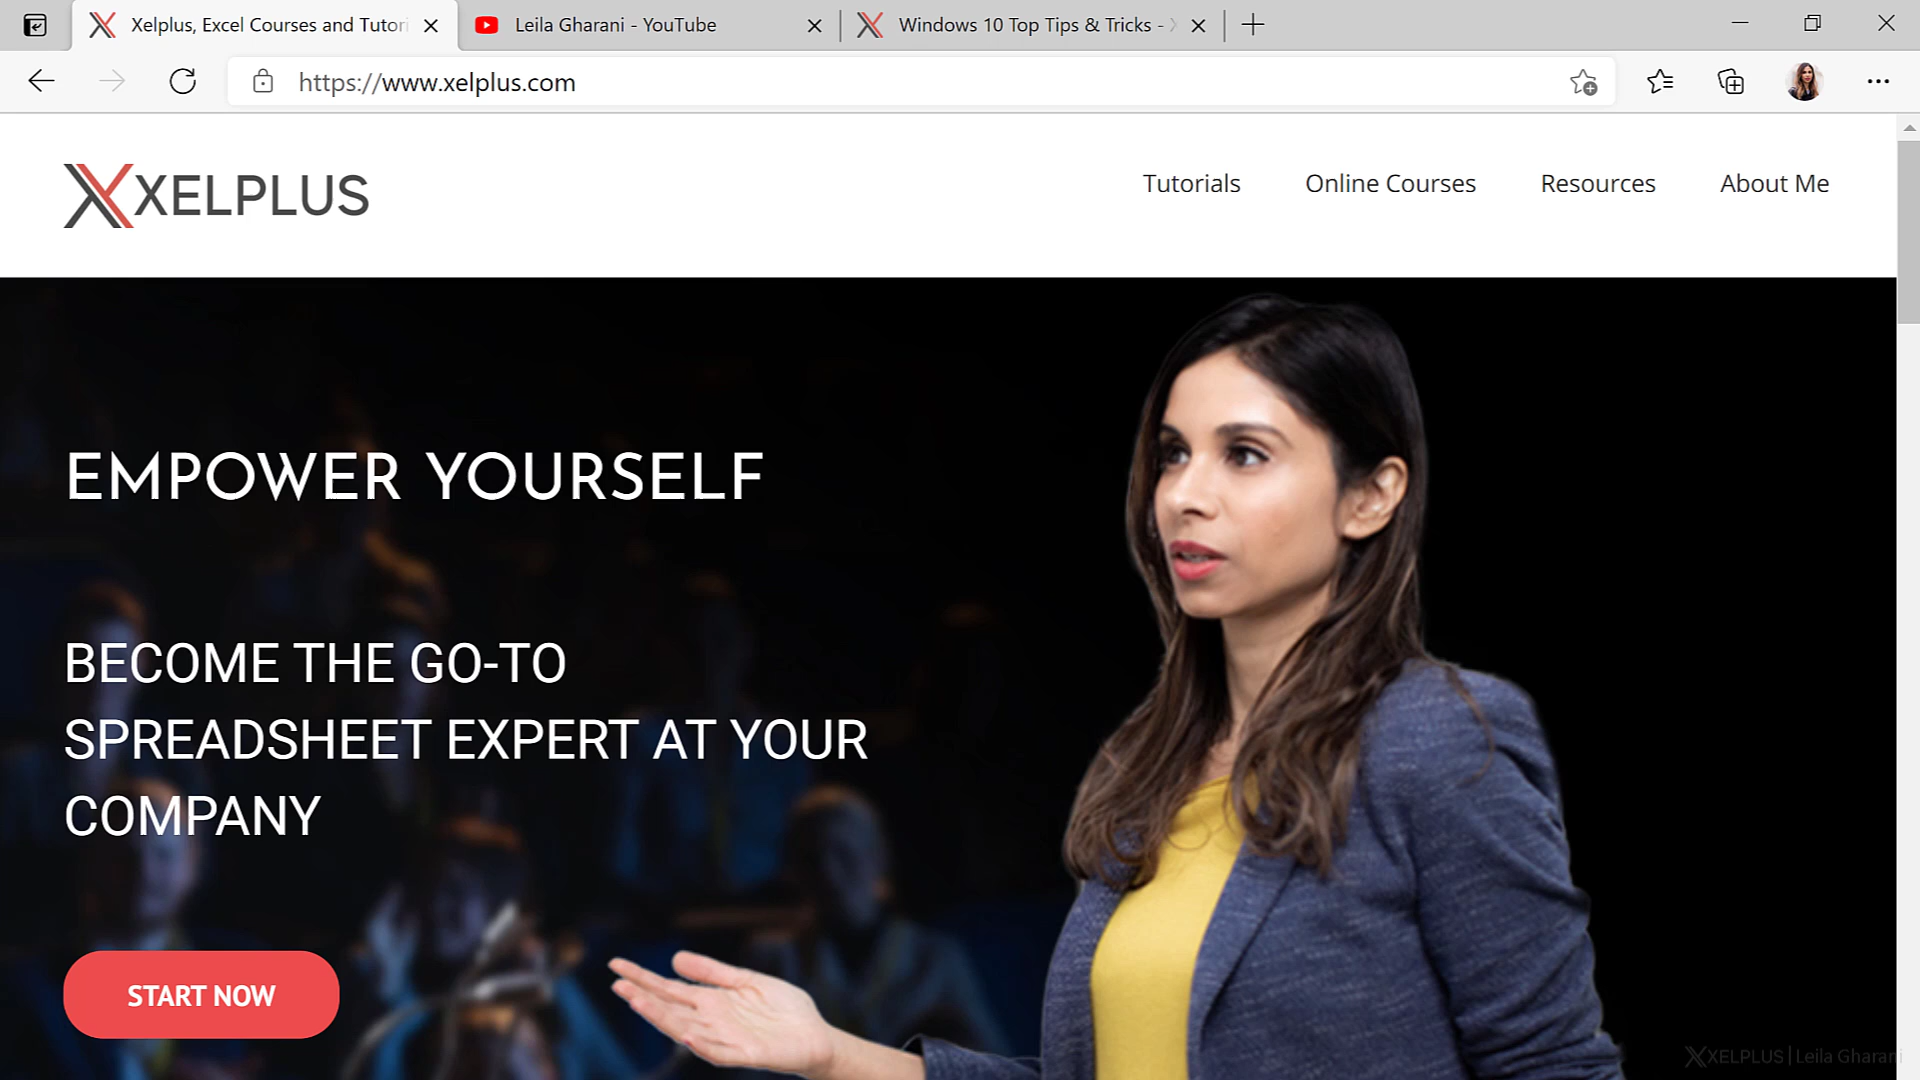 Xelplus, Excel Courses and Tutori
Leila Gharani - YouTube
Windows 10 Top Tips & Tricks -
https://www.xelplus.com
XELPLUS
Tutorials
Online Courses
Resources
About Me
EMPOWER YOURSELF
BECOME THE GO-TO
SPREADSHEET EXPERT AT YOUR
COMPANY
START NOW
XELPLUS | Leila Gharani